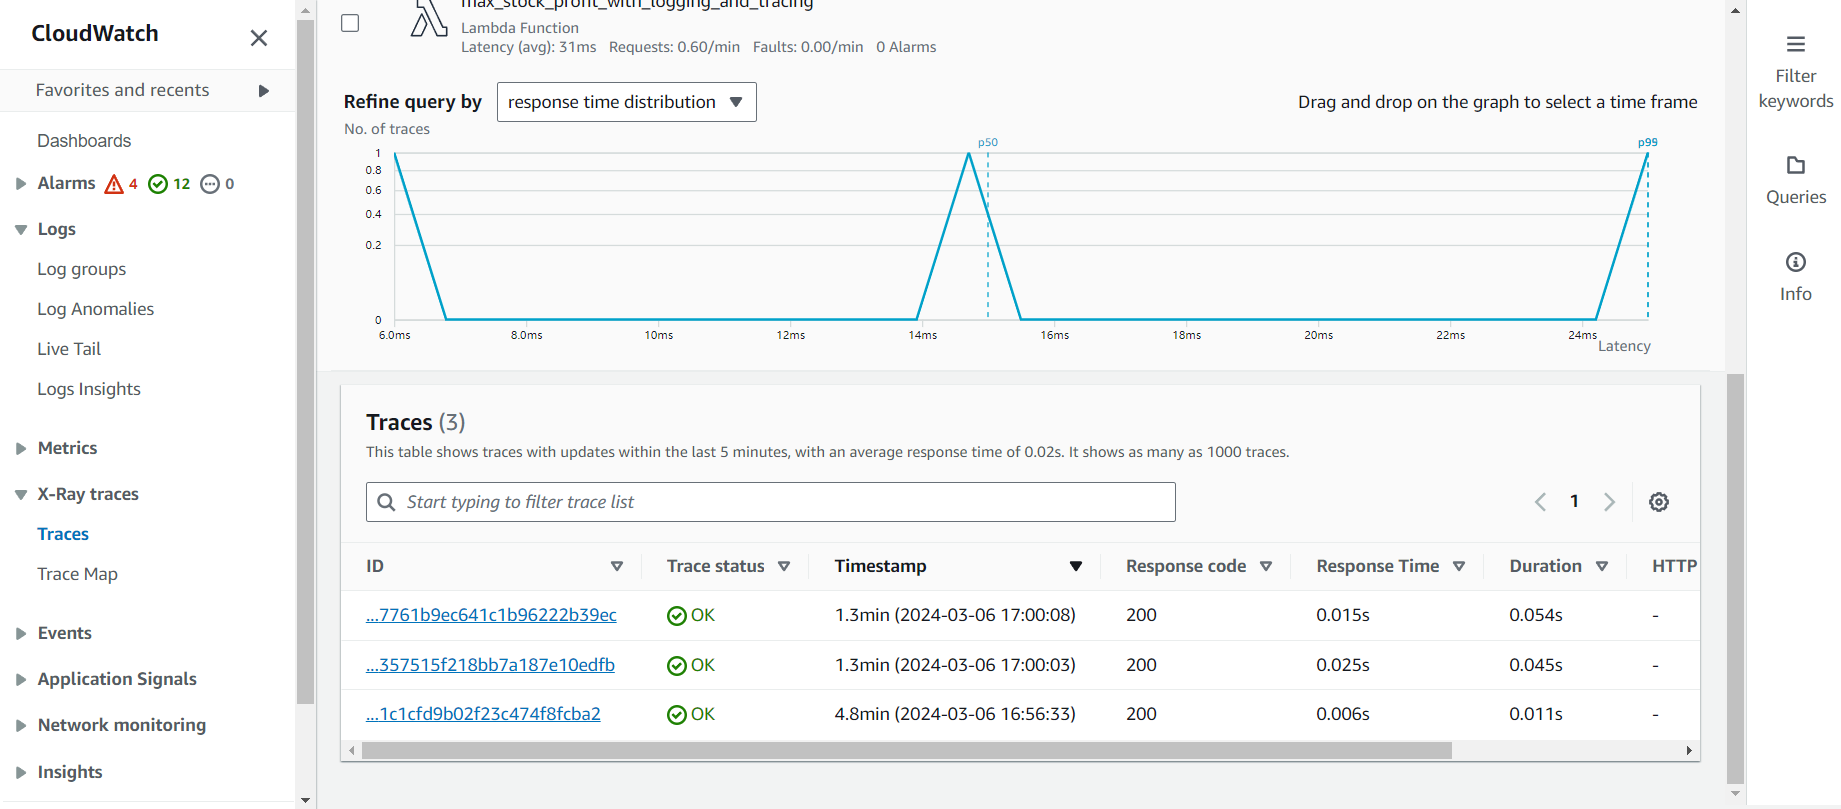 CloudWatch
Favorites and recents
Dashboards
Alarms 4 12 0
Logs
Log groups
Log Anomalies
Live Tail
Logs Insights
Metrics
X-Ray traces
Traces
Trace Map
Events
Application Signals
Network monitoring
Insights
max_stock_profit_with_logging_and_tracing
Lambda Function
Latency (avg): 31ms Requests: 0.60/min Faults: 0.00/min 0 Alarms
Refine query by response time distribution Drag and drop on the graph to select a time frame
No. of traces
p50 p99
1
0.8
0.6
0.4
0.2
0
6.0ms 8.0ms 10ms 12ms 14ms 16ms 18ms 20ms 22ms 24ms
Latency
Traces (3)
This table shows traces with updates within the last 5 minutes, with an average response time of 0.02s. It shows as many as 1000 traces.
Start typing to filter trace list 1
ID Trace status Timestamp Response code Response Time Duration HTTP
...7761b9ec641c1b96222b39ec OK 1.3min (2024-03-06 17:00:08) 200 0.015s 0.054s -
...357515f218bb7a187e10edfb OK 1.3min (2024-03-06 17:00:03) 200 0.025s 0.045s -
...1c1cfd9b02f23c474f8fcba2 OK 4.8min (2024-03-06 16:56:33) 200 0.006s 0.011s -
Filter
keywords
Queries
Info